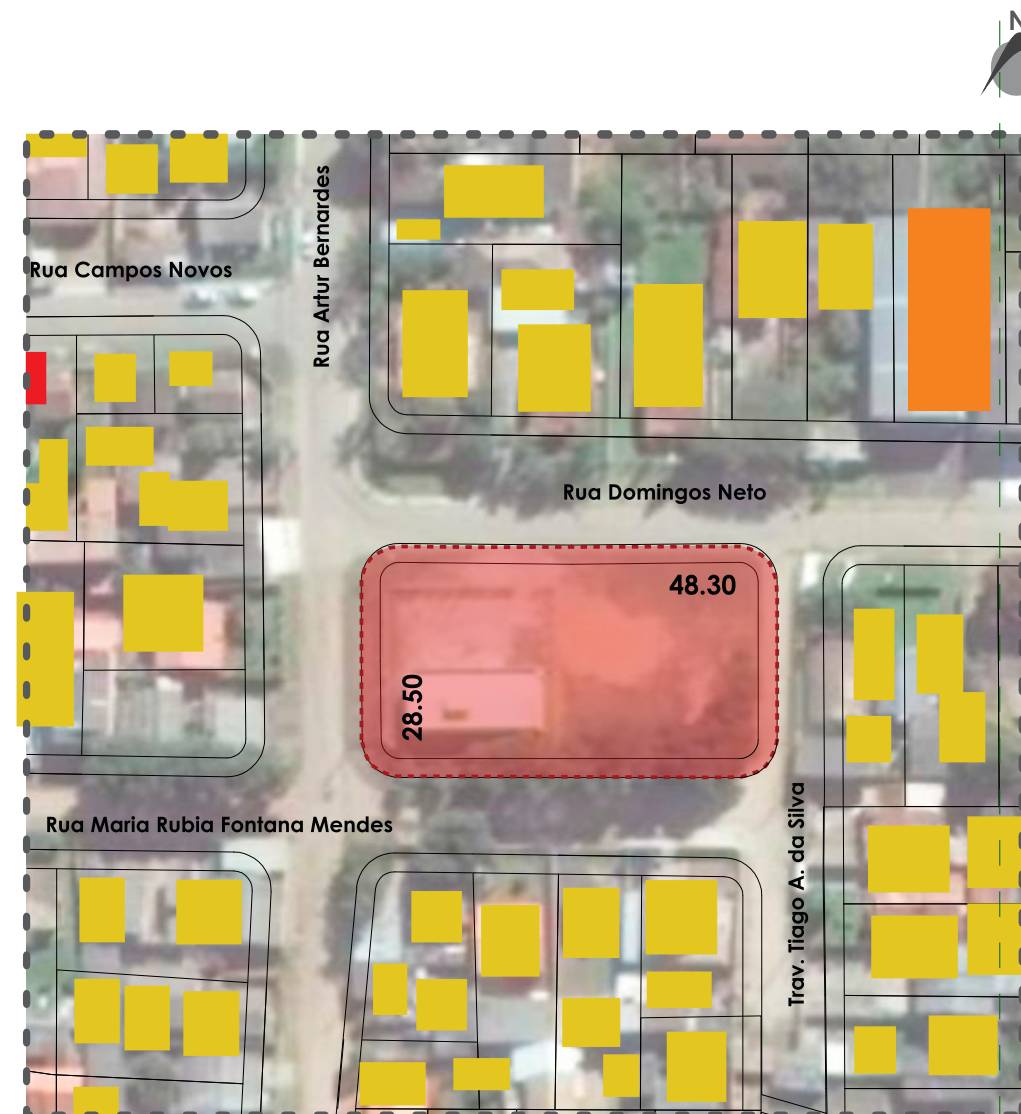 N
Rua Artur Bernardes
Rua Campos Novos
Rua Domingos Neto
48.30
28.50
Rua Maria Rubia Fontana Mendes
Trav. Tiago A. da Silva